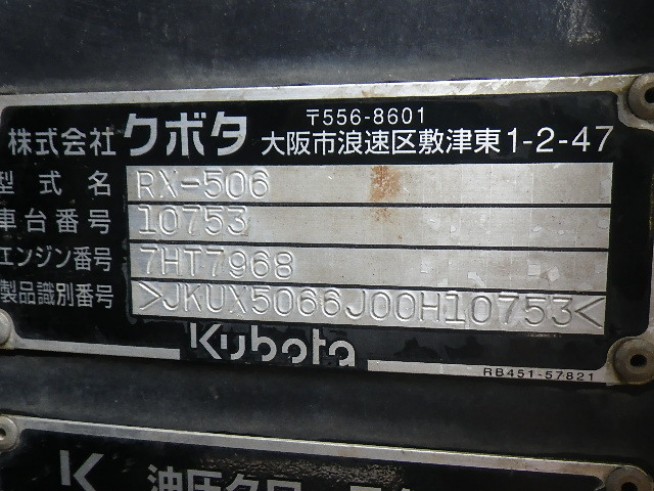 〒556-8601
株式会社クボタ 大阪市浪速区敷津東1-2-47
型式名 RX-506
車台番号 10753
エンジン番号 7HT7968
製品識別番号 >JKUX5066J00H10753<
Kubota
RB451-57821
K